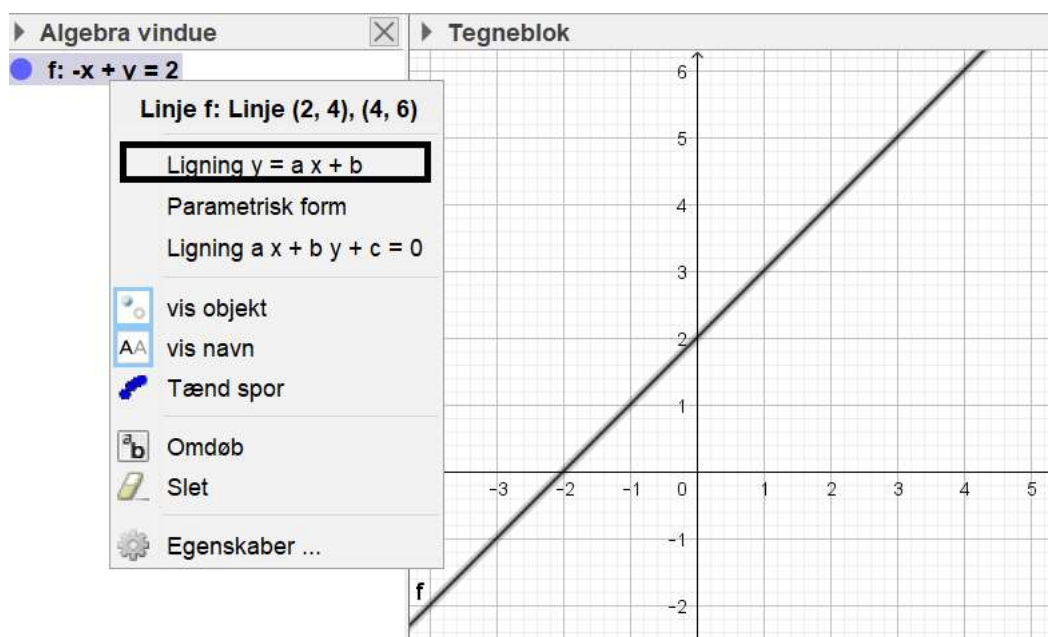 Algebra vindue
f: -x + y = 2
Linje f: Linje (2, 4), (4, 6)
Ligning y = a x + b
Parametrisk form
Ligning a x + b y + c = 0
vis objekt
AA vis navn
Tænd spor
ab Omdøb
Slet
Egenskaber ...
Tegneblok
6
5
4
3
2
1
-3 -2 -1 0 1 2 3 4 5
-1
f
-2